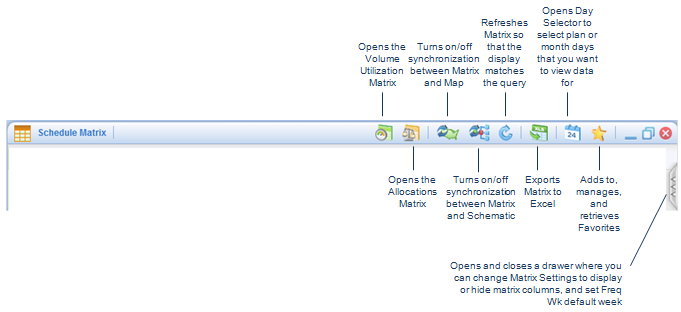 Opens the
Volume
Utilization
Matrix
Turns on/off
synchronization
between Matrix
and Map
Refreshes
Matrix so
that the
display
matches
the query
Opens Day
Selector to
select plan or
month days
that you want
to view data
for
Schedule Matrix
XLS
24
Opens the
Allocations
Matrix
Turns on/off
synchronization
between Matrix
and Schematic
Exports
Matrix to
Excel
Adds to,
manages,
and
retrieves
Favorites
Opens and closes a drawer where you
can change Matrix Settings to display
or hide matrix columns, and set Freq
Wk default week